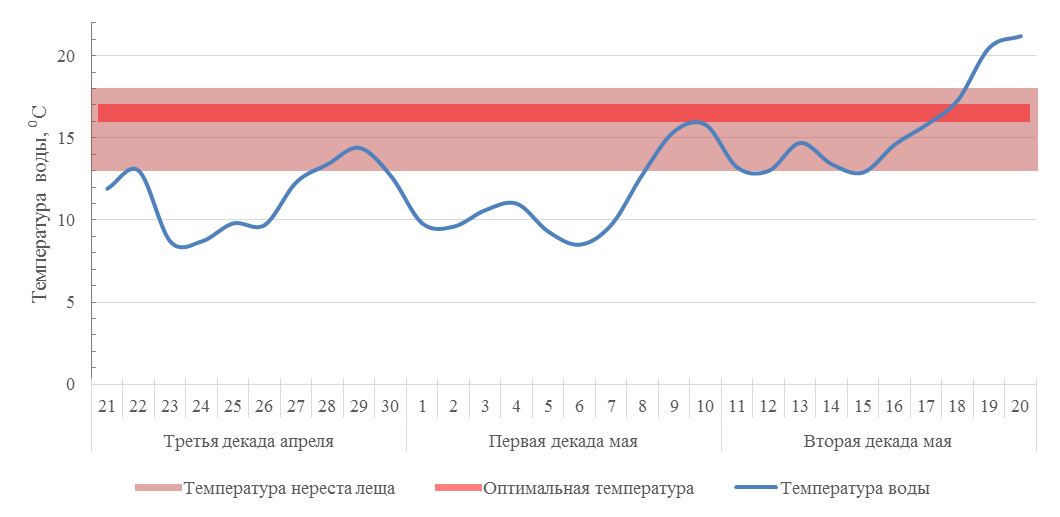 Температура воды, ⁰С
20
15
10
5
0
21 22 23 24 25 26 27 28 29 30 1 2 3 4 5 6 7 8 9 10 11 12 13 14 15 16 17 18 19 20
Третья декада апреля Первая декада мая Вторая декада мая
Температура нереста леща Оптимальная температура Температура воды